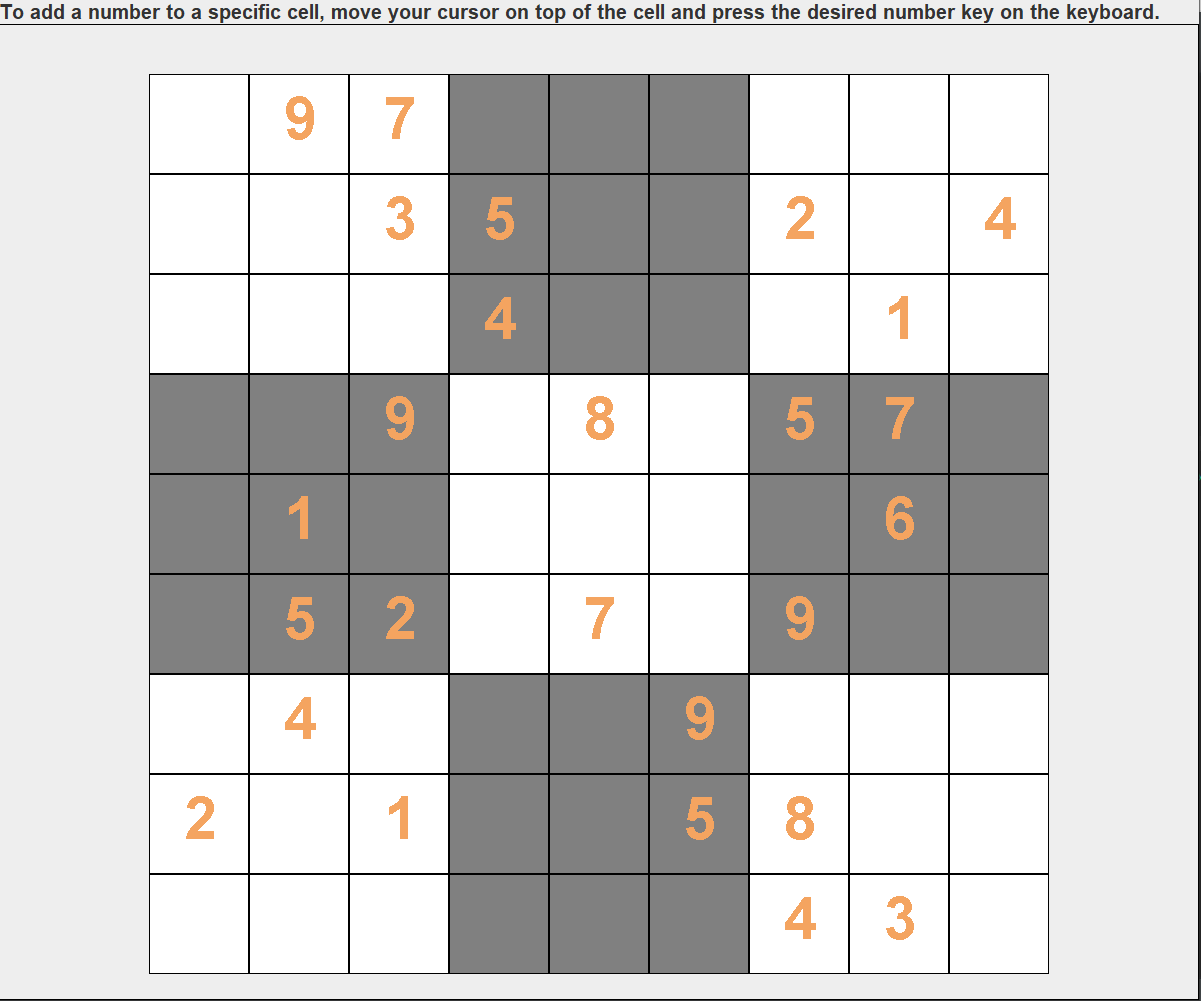 To add a number to a specific cell, move your cursor on top of the cell and press the desired number key on the keyboard.
9 7
3 5 2 4
4 1
9 8 5 7
1 6
5 2 7 9
4 9
2 1 5 8
4 3